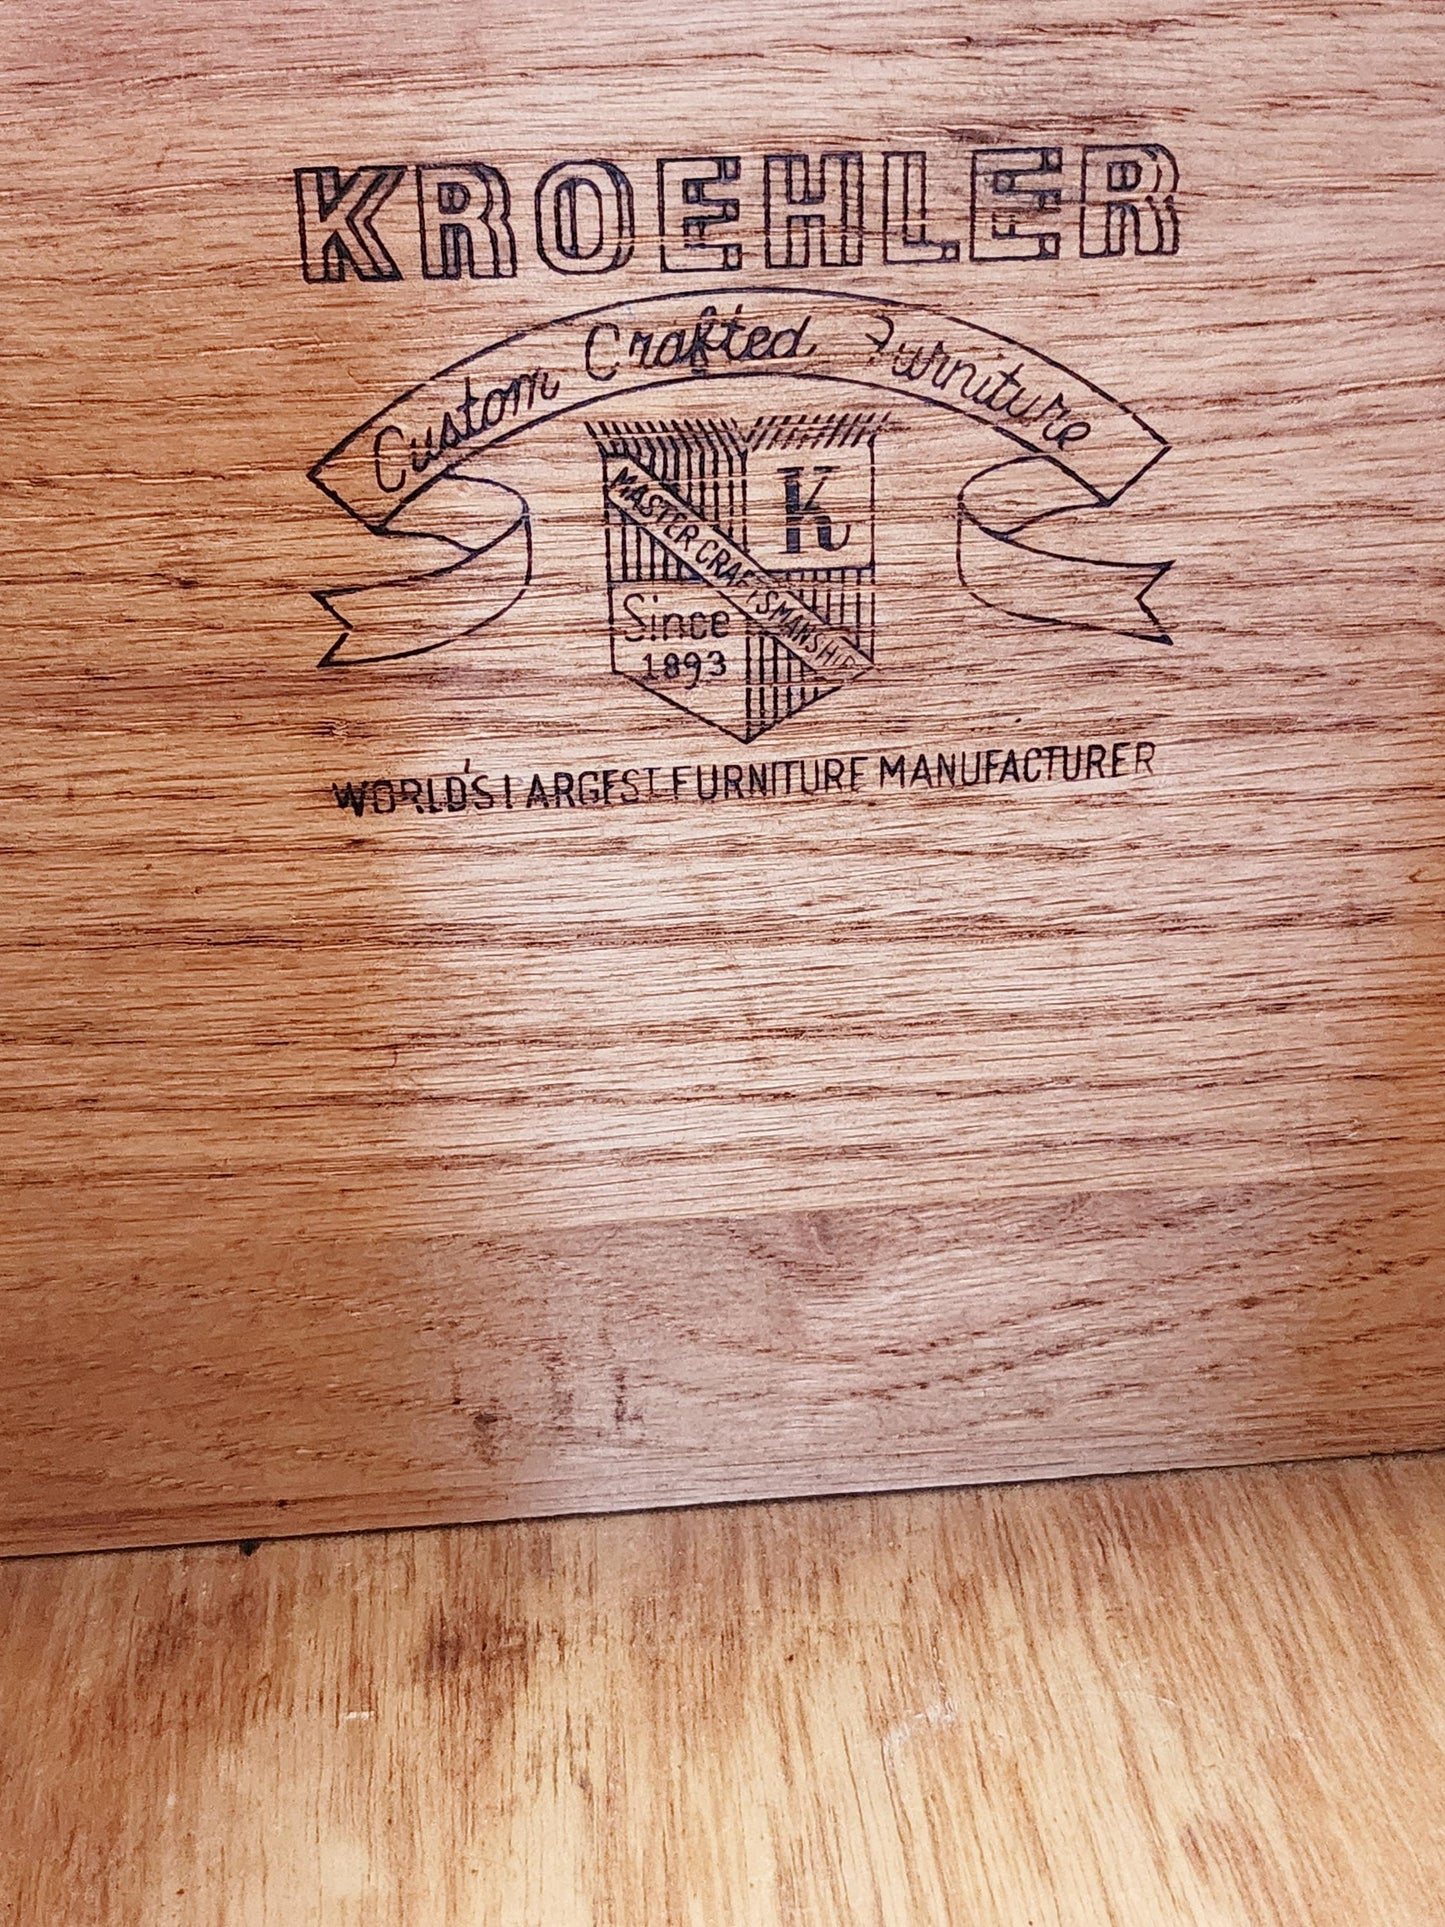 KROEHLER
Custom Crafted Furniture
K
MASTER CRAFTSMANSHIP
Since
1893
WORLD'S LARGEST FURNITURE MANUFACTURER